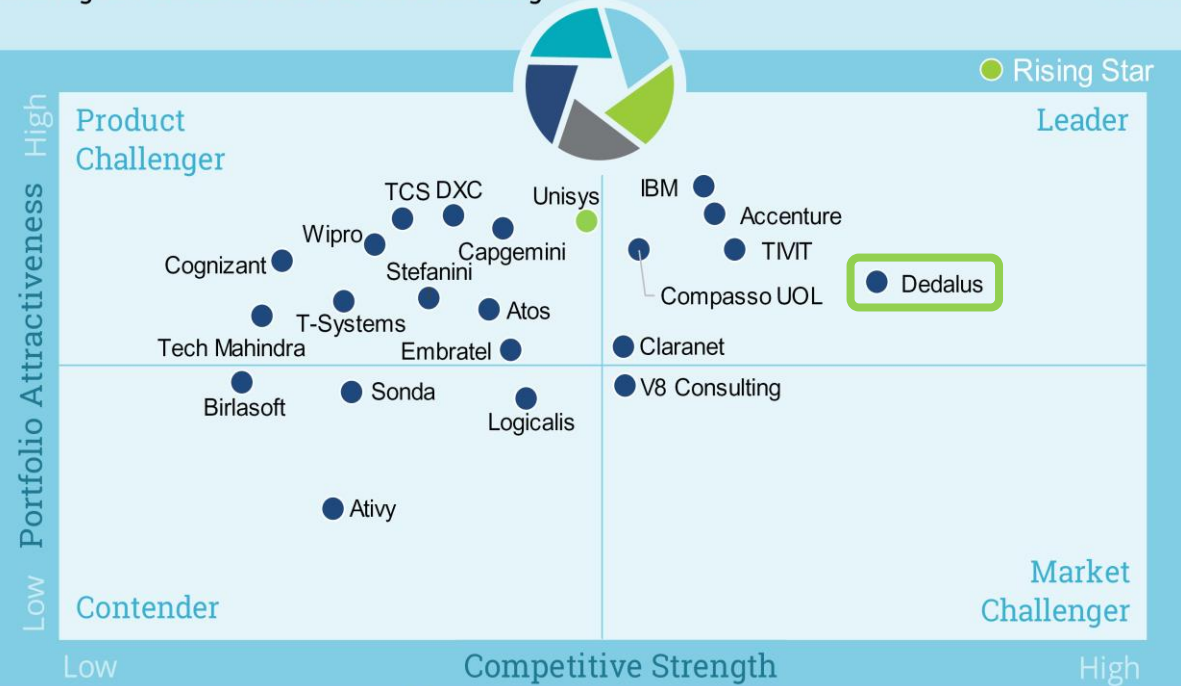 Rising Star
High
Product
Challenger
Leader
TCS DXC
Unisys
IBM
Accenture
Wipro
Capgemini
TIVIT
Cognizant
Stefanini
Dedalus
Compasso UOL
T-Systems
Atos
Tech Mahindra
Embratel
Claranet
Birlasoft
Sonda
V8 Consulting
Logicalis
Ativy
Portfolio Attractiveness
Market
Challenger
Contender
Low
Low
Competitive Strength
High